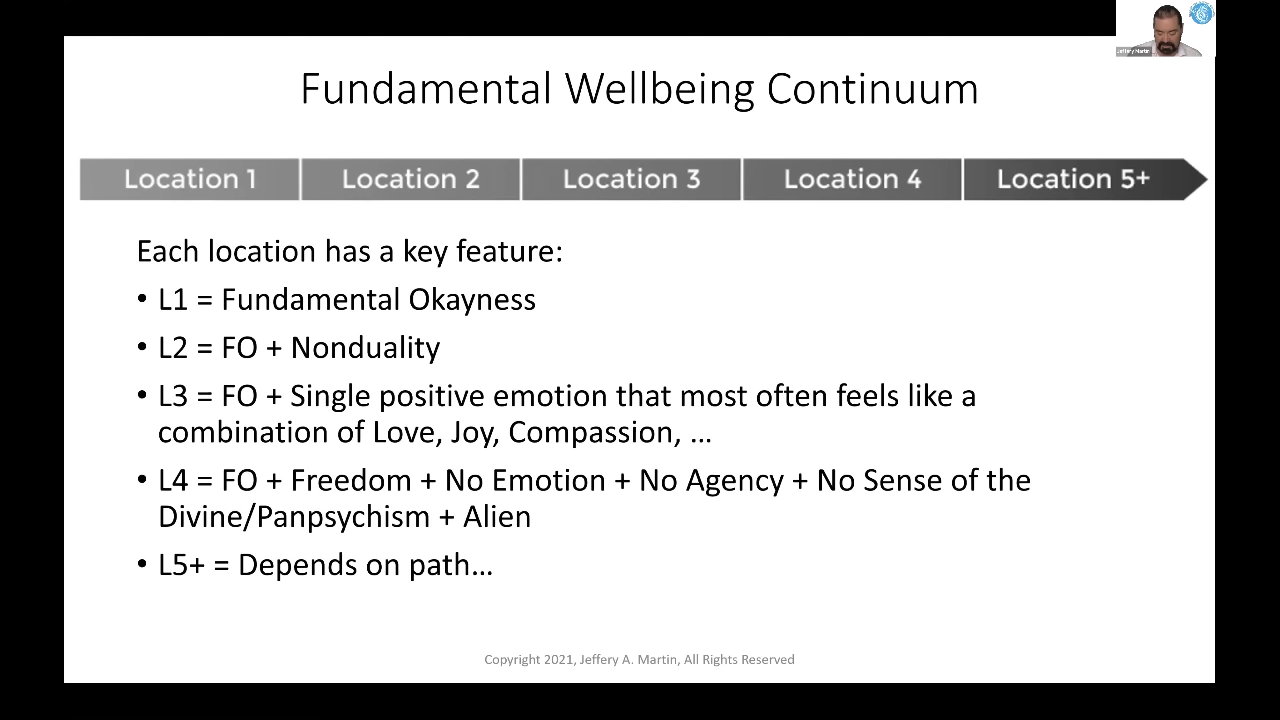 Jeffery Martin
Fundamental Wellbeing Continuum
Location 1
Location 2
Location 3
Location 4
Location 5+
Each location has a key feature:
• L1 = Fundamental Okayness
• L2 = FO + Nonduality
• L3 = FO + Single positive emotion that most often feels like a
combination of Love, Joy, Compassion, …
• L4 = FO + Freedom + No Emotion + No Agency + No Sense of the
Divine/Panpsychism + Alien
• L5+ = Depends on path…
Copyright 2021, Jeffery A. Martin, All Rights Reserved